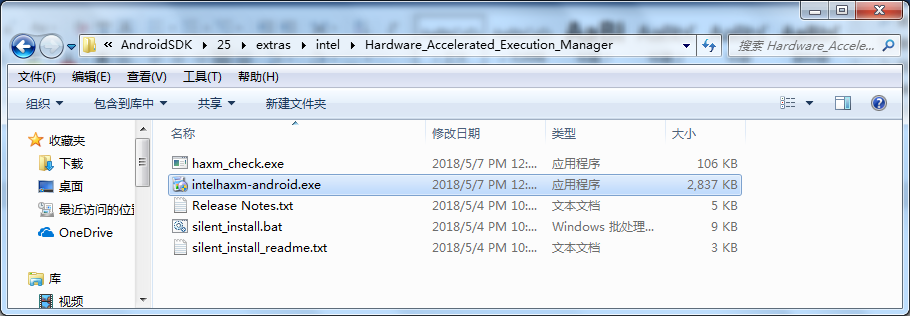 « AndroidSDK ▸ 25 ▸ extras ▸ intel ▸ Hardware_Accelerated_Execution_Manager
搜索 Hardware_Accele...
文件(F) 编辑(E) 查看(V) 工具(T) 帮助(H)
组织 包含到库中 共享 新建文件夹
收藏夹
下载
桌面
最近访问的位
OneDrive
库
视频
名称 修改日期 类型 大小
haxm_check.exe 2018/5/7 PM 12:... 应用程序 106 KB
intelhaxm-android.exe 2018/5/7 PM 12:... 应用程序 2,837 KB
Release Notes.txt 2018/5/4 PM 10:... 文本文档 5 KB
silent_install.bat 2018/5/4 PM 10:... Windows 批处理... 9 KB
silent_install_readme.txt 2018/5/4 PM 10:... 文本文档 3 KB